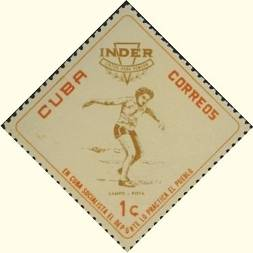 INDER
CUBA
CORREOS
1c
EN CUBA SOCIALISTA EL DEPORTE LO PRACTICA EL PUEBLO